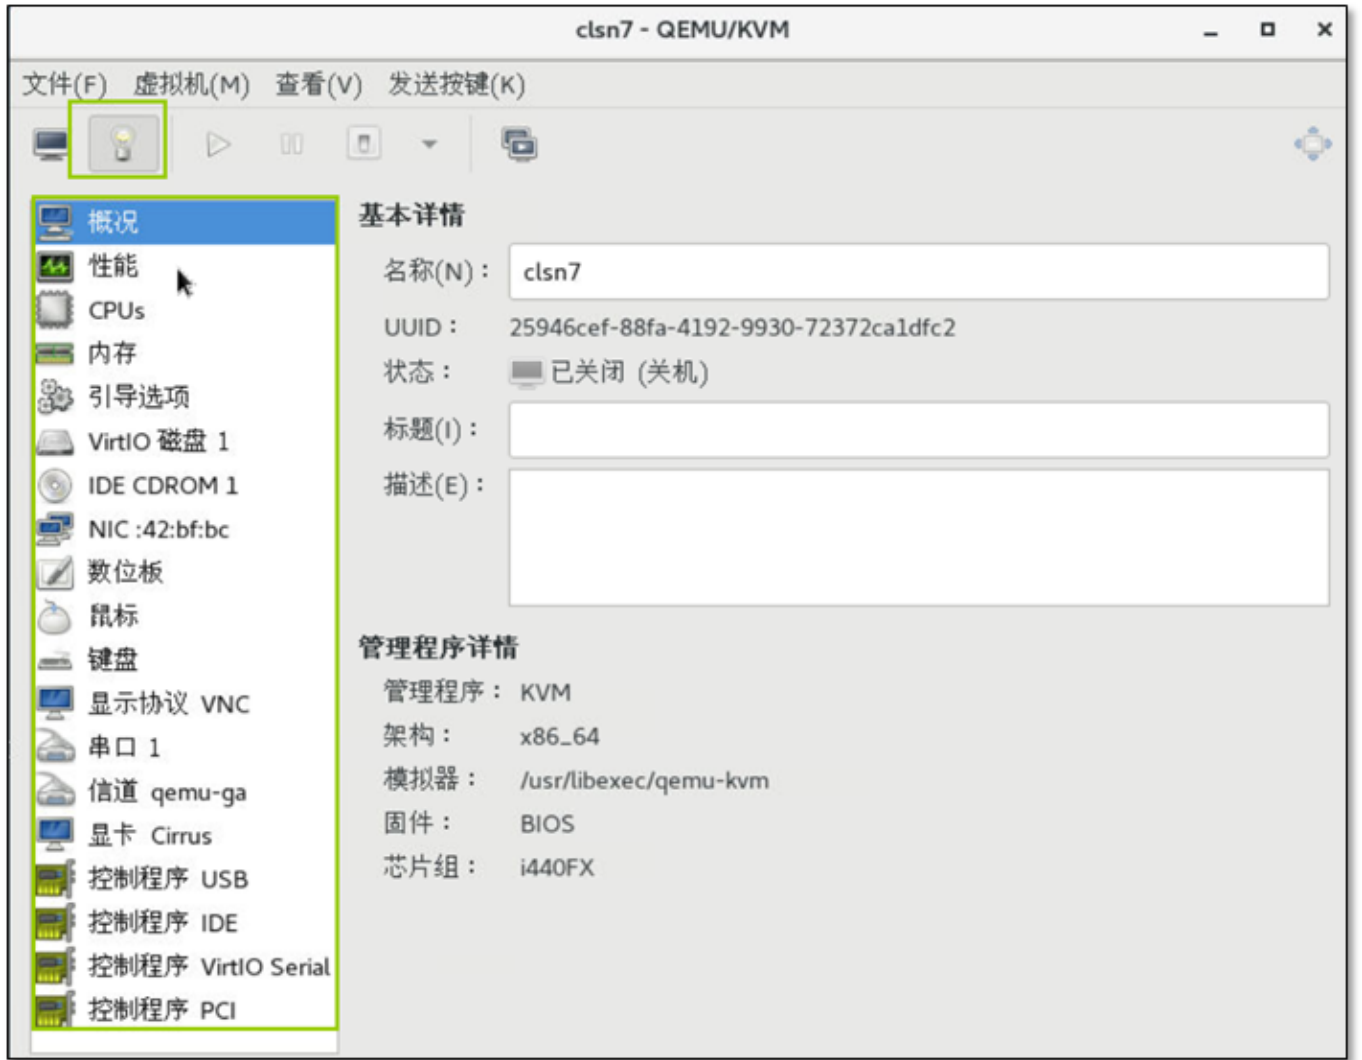 clsn7 - QEMU/KVM
文件(F) 虚拟机(M) 查看(V) 发送按键(K)
概况
性能
CPUs
内存
引导选项
VirtIO 磁盘 1
IDE CDROM 1
NIC :42:bf:bc
数位板
鼠标
键盘
显示协议 VNC
串口 1
信道 qemu-ga
显卡 Cirrus
控制程序 USB
控制程序 IDE
控制程序 VirtIO Serial
控制程序 PCI
基本详情
名称(N)： clsn7
UUID： 25946cef-88fa-4192-9930-72372ca1dfc2
状态： 已关闭 (关机)
标题(I)：
描述(E)：
管理程序详情
管理程序： KVM
架构： x86_64
模拟器： /usr/libexec/qemu-kvm
固件： BIOS
芯片组： i440FX